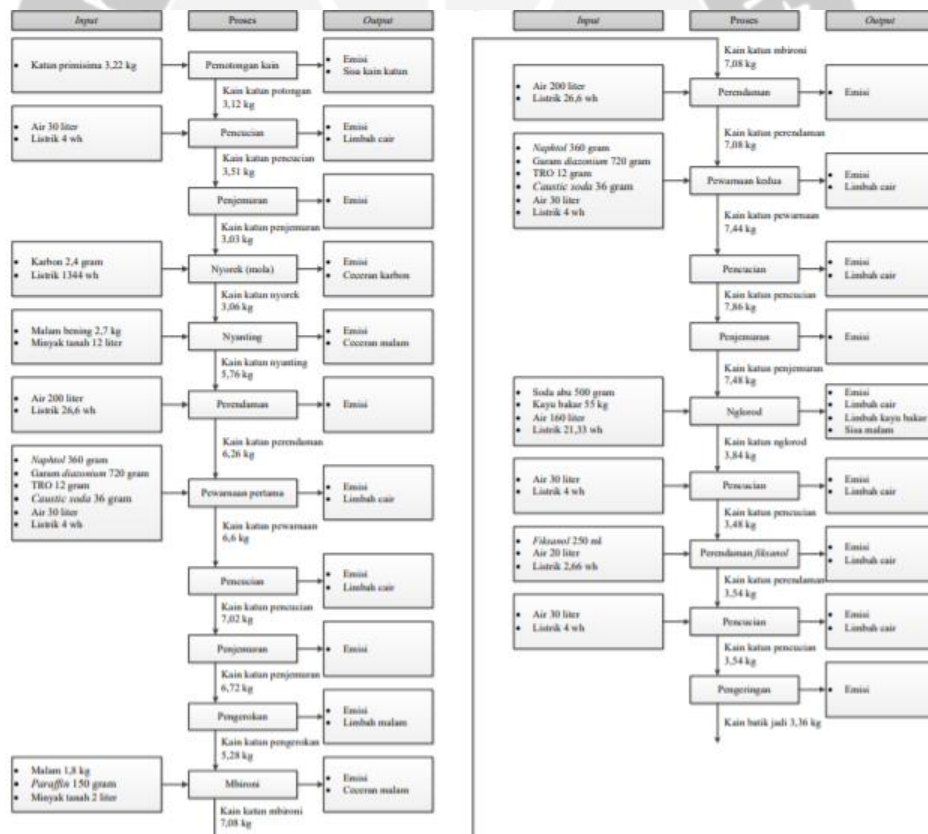 Input
Proses
Output
Katun primisima 3,22 kg
Pemotongan kain
Emisi
Sisa kain katun
Kain katun potongan
3,12 kg
Air 30 liter
Listrik 4 wh
Pencucian
Emisi
Limbah cair
Kain katun pencucian
3,51 kg
Penjemuran
Emisi
Kain katun penjemuran
3,03 kg
Karbon 2,4 gram
Listrik 1344 wh
Nyorek (mola)
Emisi
Ceceran karbon
Kain katun nyorek
3,06 kg
Malam bening 2,7 kg
Minyak tanah 12 liter
Nyanting
Emisi
Ceceran malam
Kain katun nyanting
5,76 kg
Air 200 liter
Listrik 26,6 wh
Perendaman
Emisi
Kain katun perendaman
6,26 kg
Naphtol 360 gram
Garam diazonium 720 gram
TRO 12 gram
Caustic soda 36 gram
Air 30 liter
Listrik 4 wh
Pewarnaan pertama
Emisi
Limbah cair
Kain katun pewarnaan
6,6 kg
Pencucian
Emisi
Limbah cair
Kain katun pencucian
7,02 kg
Penjemuran
Emisi
Kain katun penjemuran
6,72 kg
Pengerokan
Emisi
Limbah malam
Kain katun pengerokan
5,28 kg
Malam 1,8 kg
Paraffin 150 gram
Minyak tanah 2 liter
Mbironi
Emisi
Ceceran malam
Kain katun mbironi
7,08 kg
Input
Proses
Output
Kain katun mbironi
7,08 kg
Air 200 liter
Listrik 26,6 wh
Perendaman
Emisi
Kain katun perendaman
7,08 kg
Naphtol 360 gram
Garam diazonium 720 gram
TRO 12 gram
Caustic soda 36 gram
Air 30 liter
Listrik 4 wh
Pewarnaan kedua
Emisi
Limbah cair
Kain katun pewarnaan
7,44 kg
Pencucian
Emisi
Limbah cair
Kain katun pencucian
7,86 kg
Penjemuran
Emisi
Kain katun penjemuran
7,48 kg
Soda abu 500 gram
Kayu bakar 55 kg
Air 160 liter
Listrik 21,33 wh
Nglorod
Emisi
Limbah cair
Limbah kayu bakar
Sisa malam
Kain katun nglorod
3,84 kg
Air 30 liter
Listrik 4 wh
Pencucian
Emisi
Limbah cair
Kain katun pencucian
3,48 kg
Fiksanol 250 ml
Air 20 liter
Listrik 2,66 wh
Perendaman fiksanol
Emisi
Limbah cair
Kain katun perendaman
3,54 kg
Air 30 liter
Listrik 4 wh
Pencucian
Emisi
Limbah cair
Kain katun pencucian
3,54 kg
Pengeringan
Emisi
Kain batik jadi 3,36 kg